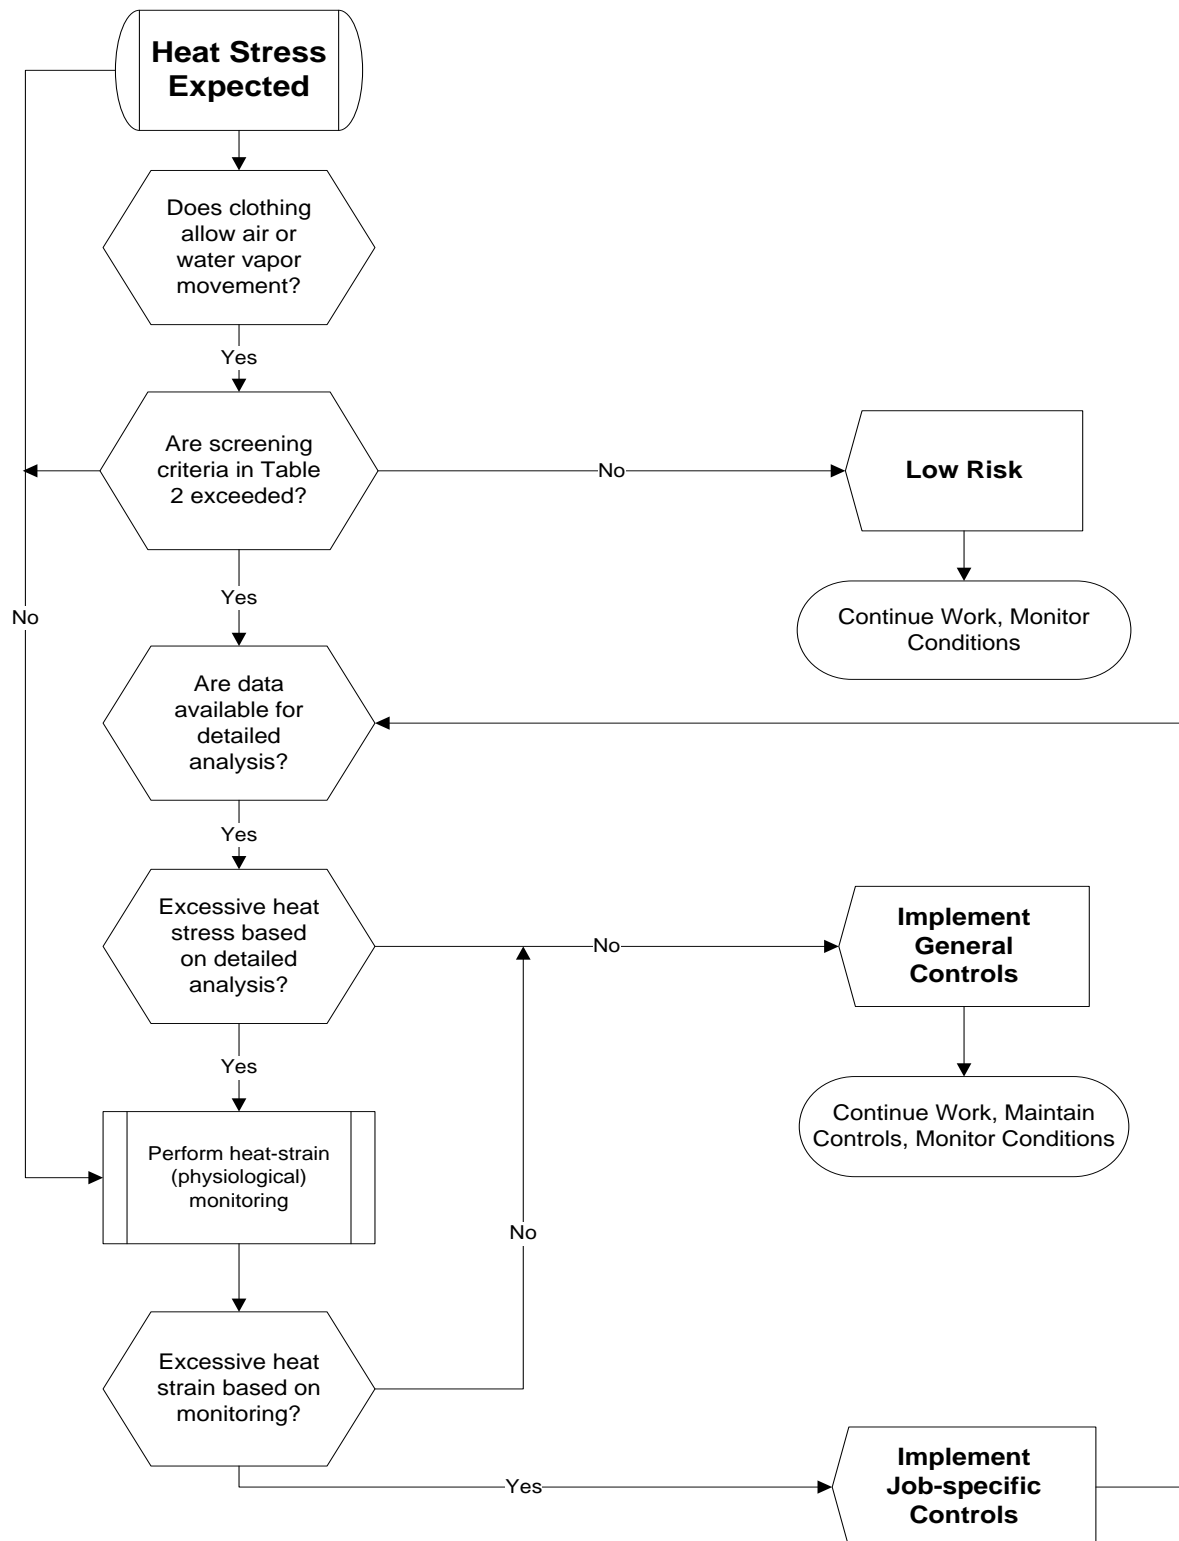 Heat Stress
Expected
Does clothing
allow air or
water vapor
movement?
Yes
Are screening
criteria in Table
2 exceeded?
No
Low Risk
Yes
No
Continue Work, Monitor
Conditions
Are data
available for
detailed
analysis?
Yes
Excessive heat
stress based
on detailed
analysis?
No
Implement
General
Controls
Yes
Continue Work, Maintain
Controls, Monitor Conditions
Perform heat-strain
(physiological)
monitoring
No
Excessive heat
strain based on
monitoring?
Yes
Implement
Job-specific
Controls